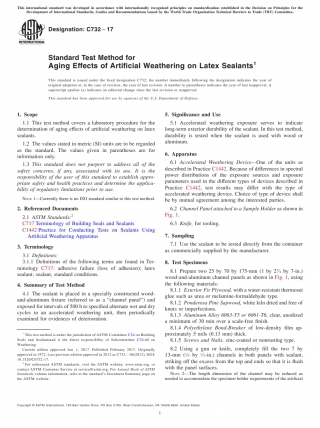 This international standard was developed in accordance with internationally recognized principles on standardization established in the Decision on Principles for the
Development of International Standards, Guides and Recommendations issued by the World Trade Organization Technical Barriers to Trade (TBT) Committee.
Designation: C732 − 17
INTERNATIONAL
Standard Test Method for
Aging Effects of Artificial Weathering on Latex Sealants1
This standard is issued under the fixed designation C732; the number immediately following the designation indicates the year of
original adoption or, in the case of revision, the year of last revision. A number in parentheses indicates the year of last reapproval. A
superscript epsilon (ε) indicates an editorial change since the last revision or reapproval.
This standard has been approved for use by agencies of the U.S. Department of Defense.
1. Scope
1.1 This test method covers a laboratory procedure for the
determination of aging effects of artificial weathering on latex
sealants.
1.2 The values stated in metric (SI) units are to be regarded
as the standard. The values given in parentheses are for
information only.
1.3 This standard does not purport to address all of the
safety concerns, if any, associated with its use. It is the
responsibility of the user of this standard to establish appro-
priate safety and health practices and determine the applica-
bility of regulatory limitations prior to use.
NOTE 1—Currently there is no ISO standard similar to this test method.
2. Referenced Documents
2.1 ASTM Standards:2
C717 Terminology of Building Seals and Sealants
C1442 Practice for Conducting Tests on Sealants Using
Artificial Weathering Apparatus
3. Terminology
3.1 Definitions:
3.1.1 Definitions of the following terms are found in Ter-
minology C717: adhesive failure (loss of adhesion); latex
sealant; sealant, standard conditions.
4. Summary of Test Method
4.1 The sealant is placed in a specially constructed wood-
and-aluminum fixture (referred to as a "channel panel") and
exposed for intervals of 500 h in specified alternate wet and dry
cycles in an accelerated weathering unit, then periodically
examined for evidences of deterioration.
1 This test method is under the jurisdiction of ASTM Committee C24 on Building
Seals and Sealants and is the direct responsibility of Subcommittee C24.40 on
Weathering.
Current edition approved Jan. 1, 2017. Published February 2017. Originally
approved in 1972. Last previous edition approved in 2012 as C732 – 06(2012). DOI:
10.1520/C0732-17.
2 For referenced ASTM standards, visit the ASTM website, www.astm.org, or
contact ASTM Customer Service at service@astm.org. For Annual Book of ASTM
Standards volume information, refer to the standard's Document Summary page on
the ASTM website.
5. Significance and Use
5.1 Accelerated weathering exposure serves to indicate
long-term exterior durability of the sealant. In this test method,
durability is tested when the sealant is used with wood or
aluminum.
6. Apparatus
6.1 Accelerated Weathering Device—One of the units as
described in Practice C1442. Because of differences in spectral
power distributions of the exposure sources and exposure
parameters used in the different types of devices described in
Practice C1442, test results may differ with the type of
accelerated weathering device. Choice of type of device shall
be by mutual agreement among the interested parties.
6.2 Channel Panel attached to a Sample Holder as shown in
Fig. 1.
6.3 Knife, for tooling.
7. Sampling
7.1 Use the sealant to be tested directly from the container
as commercially supplied by the manufacturer.
8. Test Specimens
8.1 Prepare two 25 by 50 by 175-mm (1 by 2½ by 7-in.)
wood-and-aluminum channel panels as shown in Fig. 1, using
the following materials:
8.1.1 Exterior Fir Plywood, with a water-resistant thermoset
glue such as urea or melamine-formaldehyde type.
8.1.2 Ponderosa Pine Sapwood, white kiln dried and free of
knots or imperfections.
8.1.3 Aluminum Alloy 6063-T5 or 6061-T6, clear, anodized
a minimum of 30 min over a scale-free finish.
8.1.4 Polyethylene Bond-Breaker of low-density film ap-
proximately 5 mils (0.13 mm) thick.
8.1.5 Screws and Nails, zinc-coated or nonrusting type.
8.2 Using a gun or knife, completely fill the two 7 by
13-mm (¼ by ½-in.) channels in both panels with sealant,
striking off the excess from the top and ends so that it is flush
with the panel surfaces.
NOTE 2—The length dimension of the channel may be reduced as
needed to accommodate the specimen holder requirements of the artificial
Copyright © ASTM International, 100 Barr Harbor Drive, PO Box C700, West Conshohocken, PA 19428-2959. United States
1